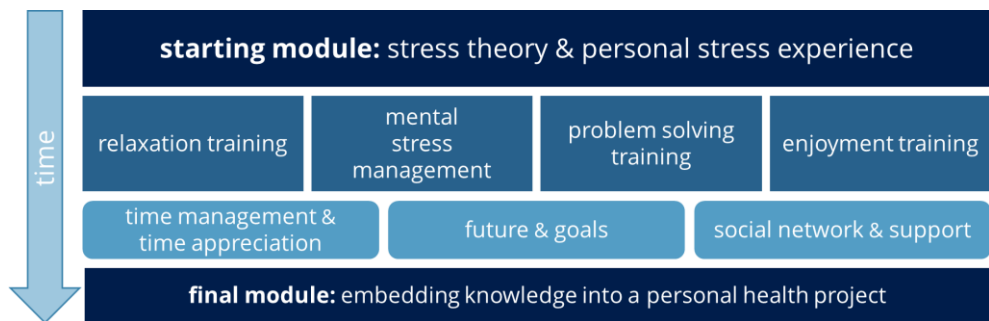 time
starting module: stress theory & personal stress experience
relaxation training
mental
stress
management
problem solving
training
enjoyment training
time management &
time appreciation
future & goals
social network & support
final module: embedding knowledge into a personal health project